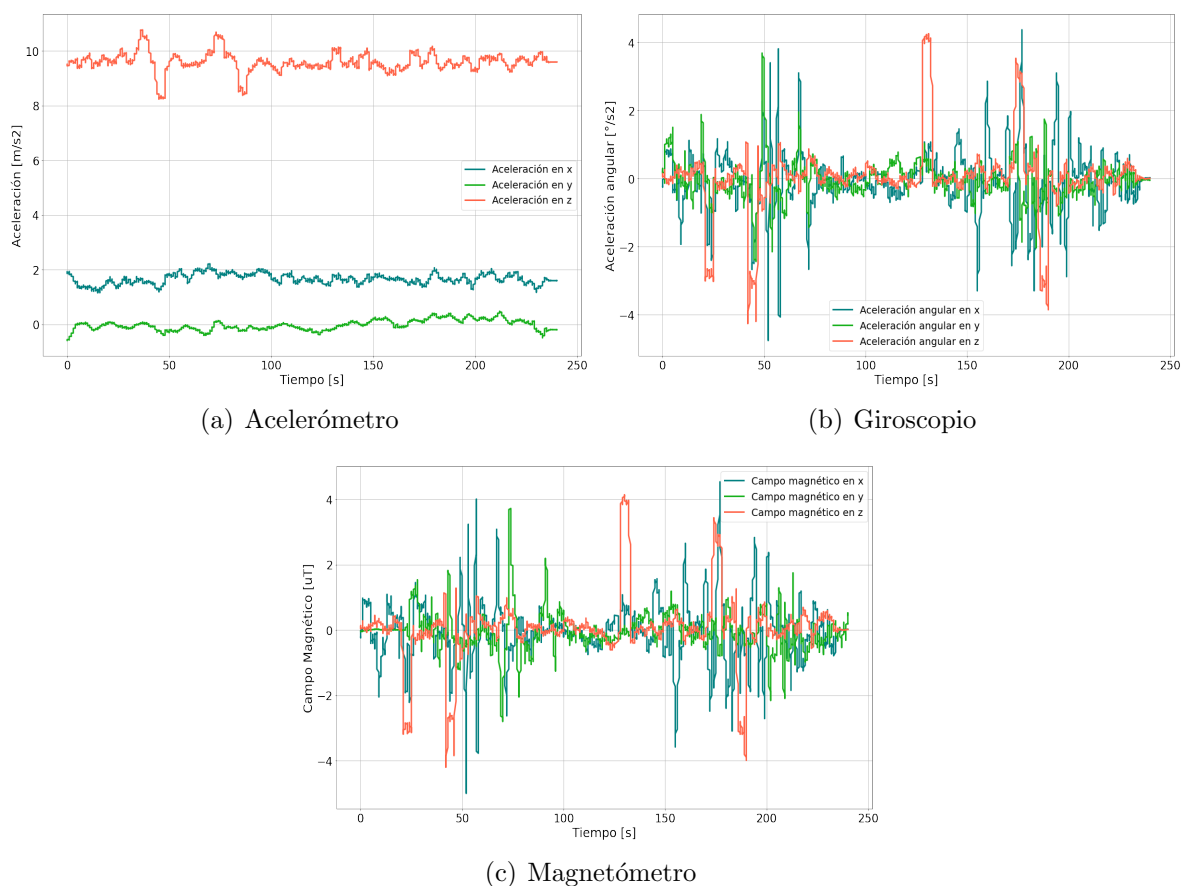 Aceleración [m/s2]
10
8
6
4
2
0
Aceleración en x
Aceleración en y
Aceleración en z
0 50 100 150 200 250
Tiempo [s]
(a) Acelerómetro
Aceleración angular [°/s2]
4
2
0
−2
−4
Aceleración angular en x
Aceleración angular en y
Aceleración angular en z
0 50 100 150 200 250
Tiempo [s]
(b) Giroscopio
Campo Magnético [uT]
4
2
0
−2
−4
Campo magnético en x
Campo magnético en y
Campo magnético en z
0 50 100 150 200 250
Tiempo [s]
(c) Magnetómetro